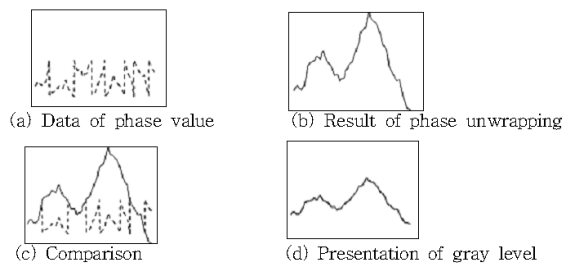 (a) Data of phase value
(b) Result of phase unwrapping
(c) Comparison
(d) Presentation of gray level